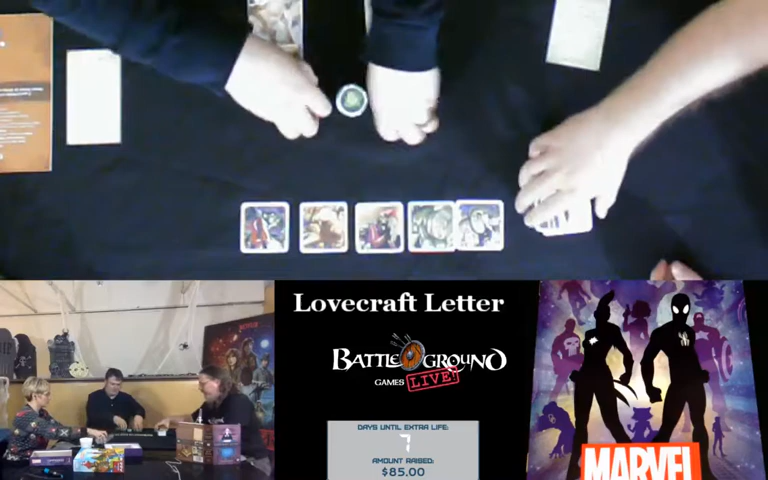 Lovecraft Letter
BATTLEGROUND
GAMES LIVE!
DAYS UNTIL EXTRA LIFE:
7
AMOUNT RAISED:
$85.00
MARVEL